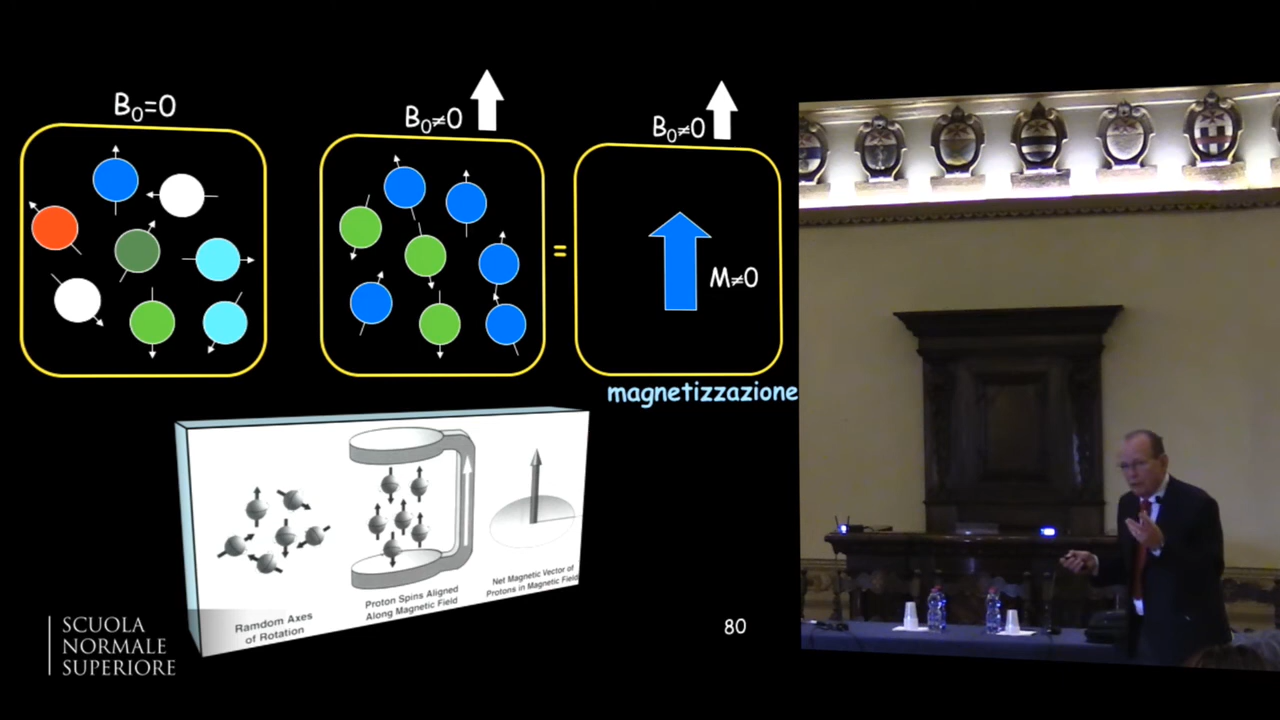 B₀=0
B₀≠0
B₀≠0
=
M≠0
magnetizzazione
Ramdom Axes
of Rotation
Proton Spins Aligned
Along Magnetic Field
Net Magnetic Vector of
Protons in Magnetic Field
80
SCUOLA
NORMALE
SUPERIORE